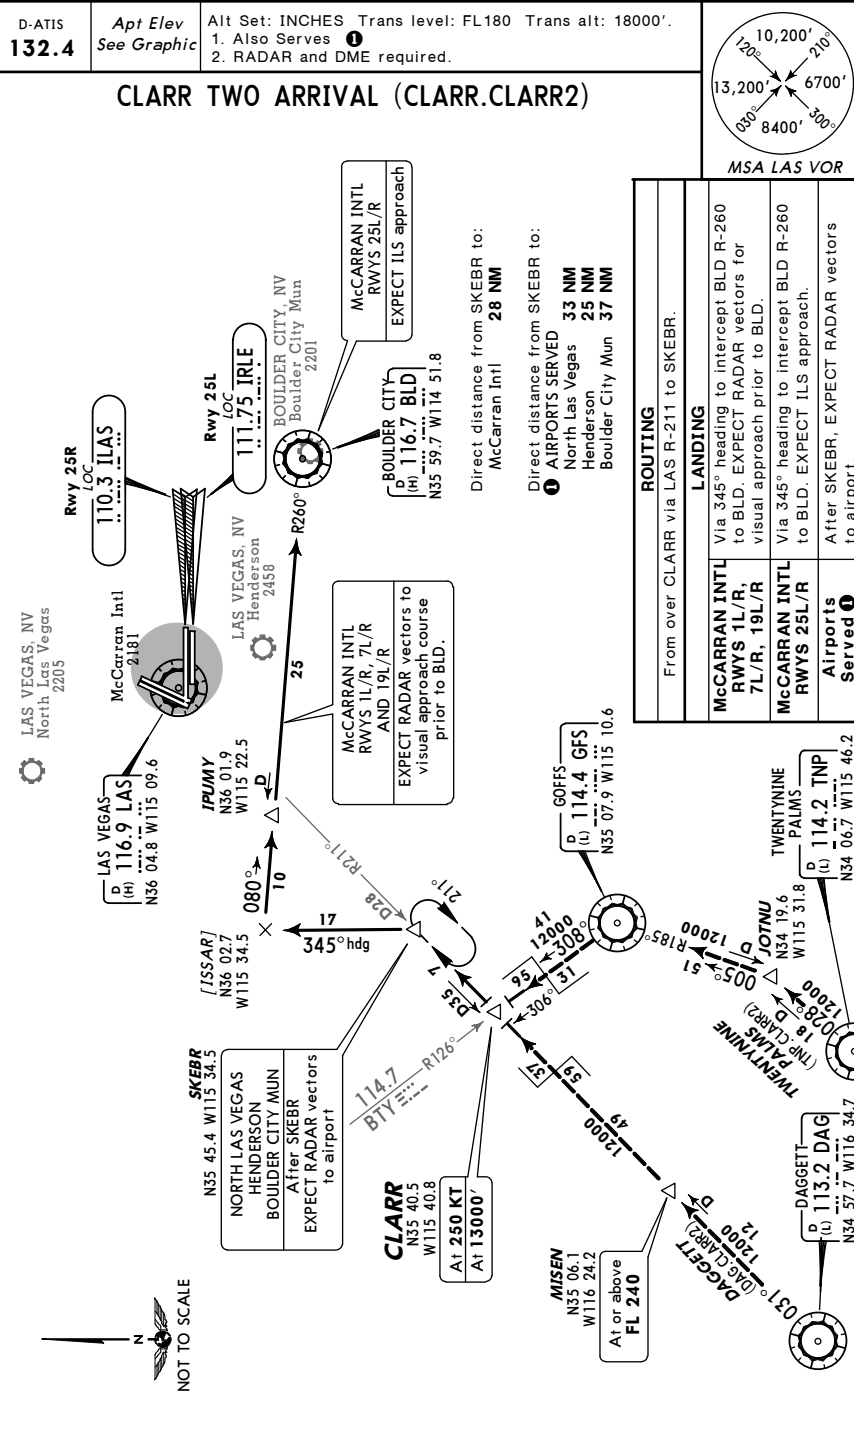 D-ATIS
132.4
Apt Elev
See Graphic
Alt Set: INCHES Trans level: FL180 Trans alt: 18000'.
1. Also Serves ❶
2. RADAR and DME required.
CLARR TWO ARRIVAL (CLARR.CLARR2)
120°
10,200'
210°
13,200'
6700'
030°
8400'
300°
MSA LAS VOR
LAS VEGAS, NV
North Las Vegas
2205
McCarran Intl
2181
Rwy 25R
LOC
110.3 ILAS
Rwy 25L
LOC
111.75 IRLE
BOULDER CITY, NV
Boulder City Mun
2201
McCARRAN INTL
RWYS 25L/R
EXPECT ILS approach
LAS VEGAS, NV
Henderson
2458
BOULDER CITY
D
(H) 116.7 BLD
N35 59.7 W114 51.8
Direct distance from SKEBR to:
McCarran Intl 28 NM
Direct distance from SKEBR to:
❶ AIRPORTS SERVED
North Las Vegas 33 NM
Henderson 25 NM
Boulder City Mun 37 NM
ROUTING
From over CLARR via LAS R-211 to SKEBR.
LANDING
McCARRAN INTL
RWYS 1L/R,
7L/R, 19L/R
Via 345° heading to intercept BLD R-260
to BLD. EXPECT RADAR vectors for
visual approach prior to BLD.
McCARRAN INTL
RWYS 25L/R
Via 345° heading to intercept BLD R-260
to BLD. EXPECT ILS approach.
Airports
Served ❶
After SKEBR, EXPECT RADAR vectors
to airport.
LAS VEGAS
D
(H) 116.9 LAS
N36 04.8 W115 09.6
IPUMY
N36 01.9
W115 22.5
D
25
R260°
McCARRAN INTL
RWYS 1L/R, 7L/R
AND 19L/R
EXPECT RADAR vectors to
visual approach course
prior to BLD.
[ISSAR]
N36 02.7
W115 34.5
080°
10
17
345° hdg
R211°
D28
211°
7
D35
SKEBR
N35 45.4 W115 34.5
NORTH LAS VEGAS
HENDERSON
BOULDER CITY MUN
After SKEBR
EXPECT RADAR vectors
to airport
114.7
BTY
R126°
CLARR
N35 40.5
W115 40.8
At 250 KT
At 13000'
GOFFS
D
(L) 114.4 GFS
N35 07.9 W115 10.6
41
12000
308°
95
31
306°
37
59
49
12000
R185°
12000
D
51
005°
JOTNU
N34 19.6
W115 31.8
D
18
028°
12000
TWENTYNINE
PALMS
(TNP.CLARR2)
TWENTYNINE
PALMS
D
(L) 114.2 TNP
N34 06.7 W115 46.2
MISEN
N35 06.1
W116 24.2
At or above
FL 240
D
12
12000
DAGGETT
(DAG.CLARR2)
031°
DAGGETT
D
(L) 113.2 DAG
N34 57.7 W116 34.7
N
NOT TO SCALE